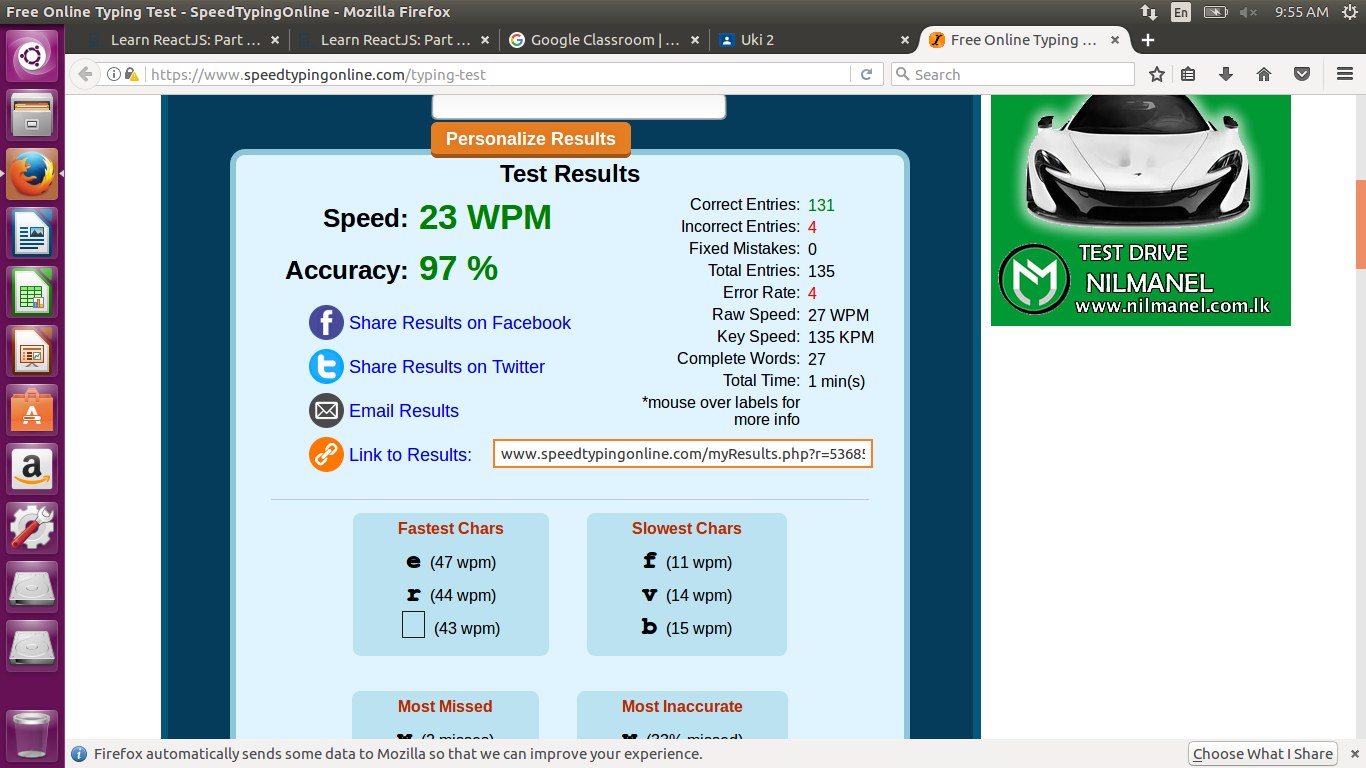 Free Online Typing Test - SpeedTypingOnline - Mozilla Firefox
En
9:55 AM
Learn ReactJS: Part ...
Learn ReactJS: Part ...
Google Classroom | ...
Uki 2
Free Online Typing ...
https://www.speedtypingonline.com/typing-test
Search
Personalize Results
Test Results
Speed: 23 WPM
Accuracy: 97 %
Share Results on Facebook
Share Results on Twitter
Email Results
Link to Results: www.speedtypingonline.com/myResults.php?r=53685
Correct Entries: 131
Incorrect Entries: 4
Fixed Mistakes: 0
Total Entries: 135
Error Rate: 4
Raw Speed: 27 WPM
Key Speed: 135 KPM
Complete Words: 27
Total Time: 1 min(s)
*mouse over labels for
more info
Fastest Chars
e (47 wpm)
r (44 wpm)
(43 wpm)
Slowest Chars
f (11 wpm)
v (14 wpm)
b (15 wpm)
Most Missed
Most Inaccurate
TEST DRIVE
NILMANEL
www.nilmanel.com.lk
Firefox automatically sends some data to Mozilla so that we can improve your experience.
Choose What I Share